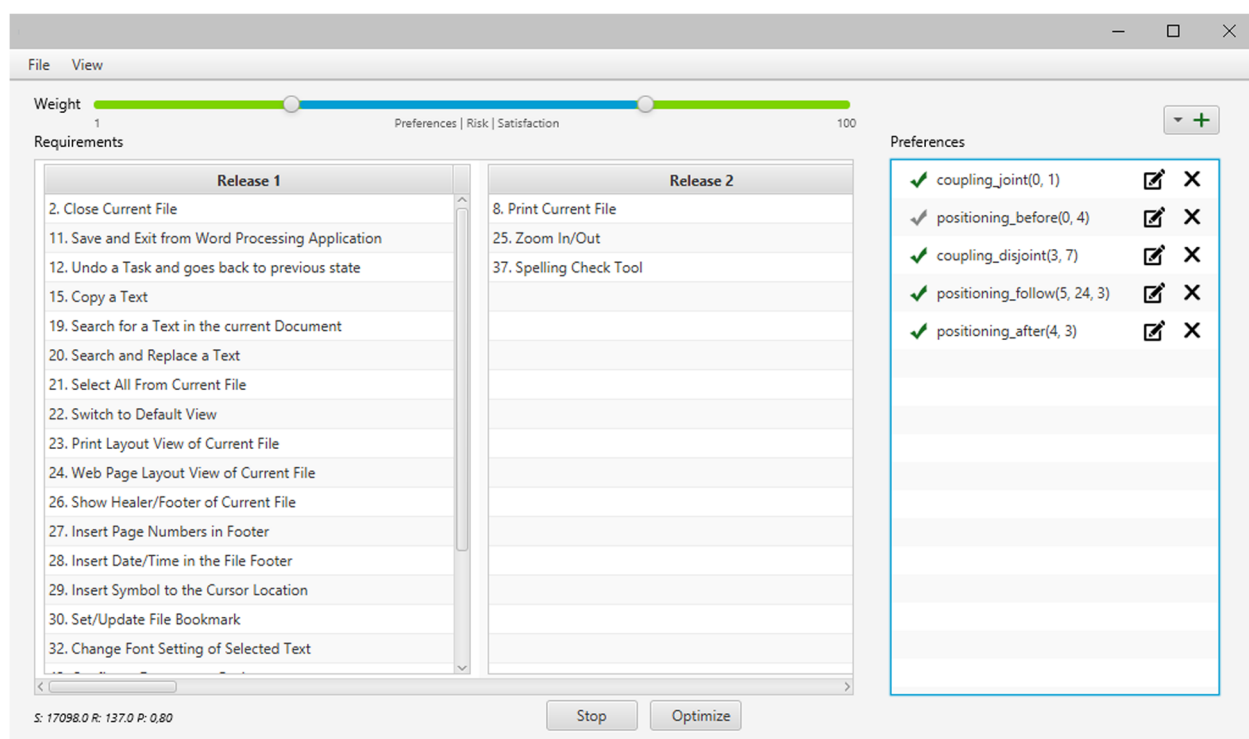 File View
Weight
1 Preferences | Risk | Satisfaction 100
Requirements
Preferences
Release 1
2. Close Current File
11. Save and Exit from Word Processing Application
12. Undo a Task and goes back to previous state
15. Copy a Text
19. Search for a Text in the current Document
20. Search and Replace a Text
21. Select All From Current File
22. Switch to Default View
23. Print Layout View of Current File
24. Web Page Layout View of Current File
26. Show Healer/Footer of Current File
27. Insert Page Numbers in Footer
28. Insert Date/Time in the File Footer
29. Insert Symbol to the Cursor Location
30. Set/Update File Bookmark
32. Change Font Setting of Selected Text
Release 2
8. Print Current File
25. Zoom In/Out
37. Spelling Check Tool
coupling_joint(0, 1)
positioning_before(0, 4)
coupling_disjoint(3, 7)
positioning_follow(5, 24, 3)
positioning_after(4, 3)
S: 17098.0 R: 137.0 P: 0,80
Stop
Optimize